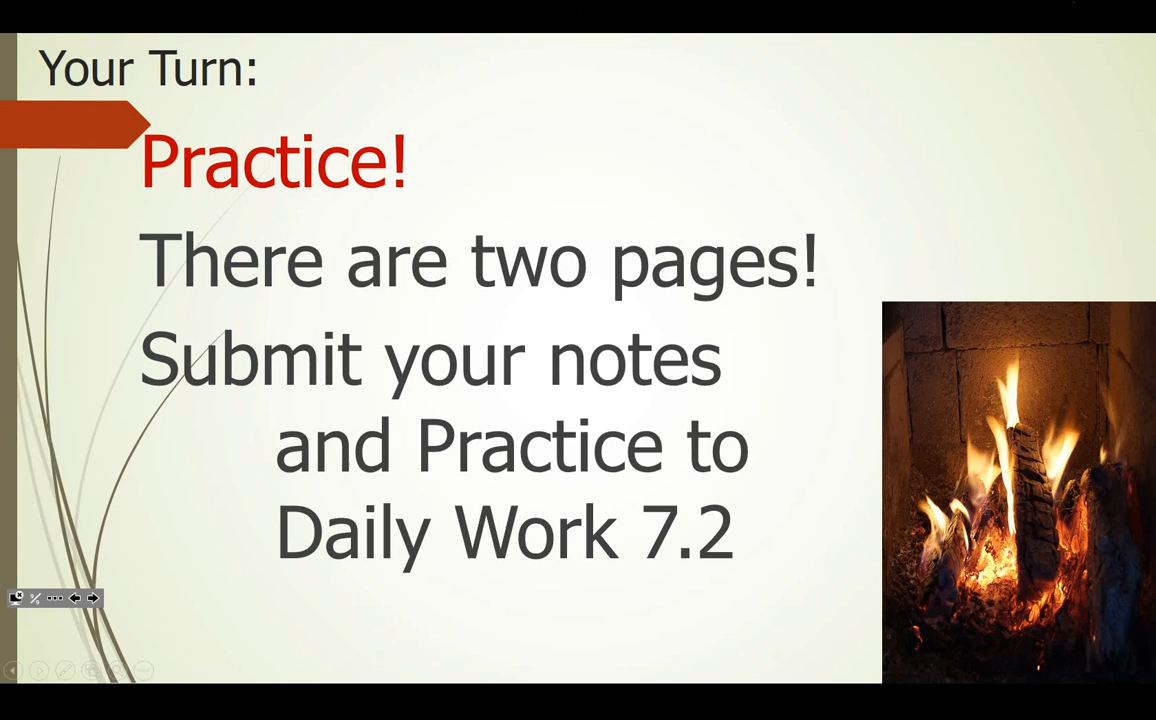 Your Turn:
Practice!
There are two pages!
Submit your notes
and Practice to
Daily Work 7.2